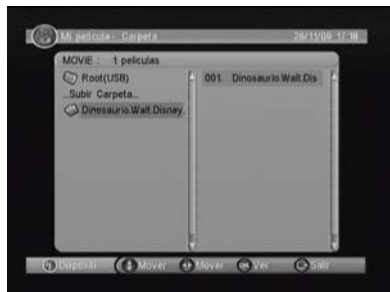 Mi pelicula - Carpeta 26/11/09 17:18
MOVIE : 1 peliculas
Root(USB)
..Subir Carpeta..
Dinosaurio.Walt.Disney.
001. Dinosaurio.Walt.Dis
Mover Mover Ver Salir